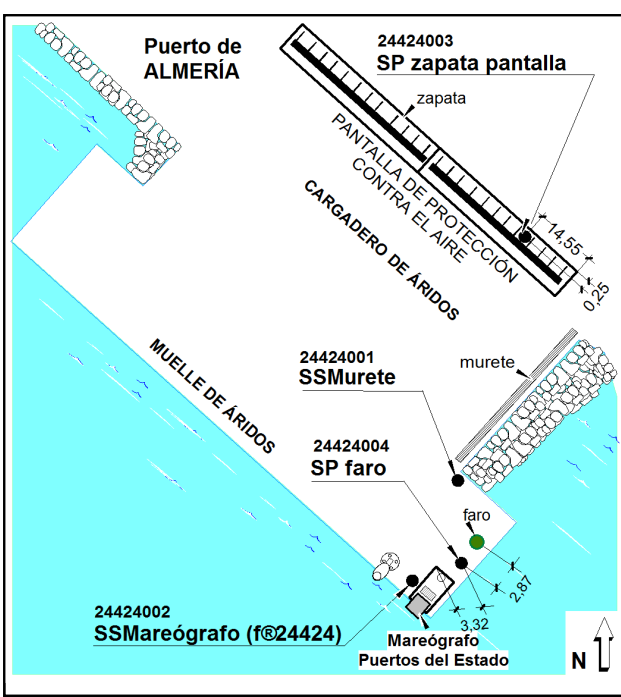 Puerto de
ALMERÍA
24424003
SP zapata pantalla
zapata
PANTALLA DE PROTECCIÓN
CONTRA EL AIRE
14,55
0,25
CARGADERO DE ÁRIDOS
MUELLE DE ÁRIDOS
24424001
SSMurete
murete
24424004
SP faro
faro
2,87
3,32
24424002
SSMareógrafo (f®24424)
Mareógrafo
Puertos del Estado
N